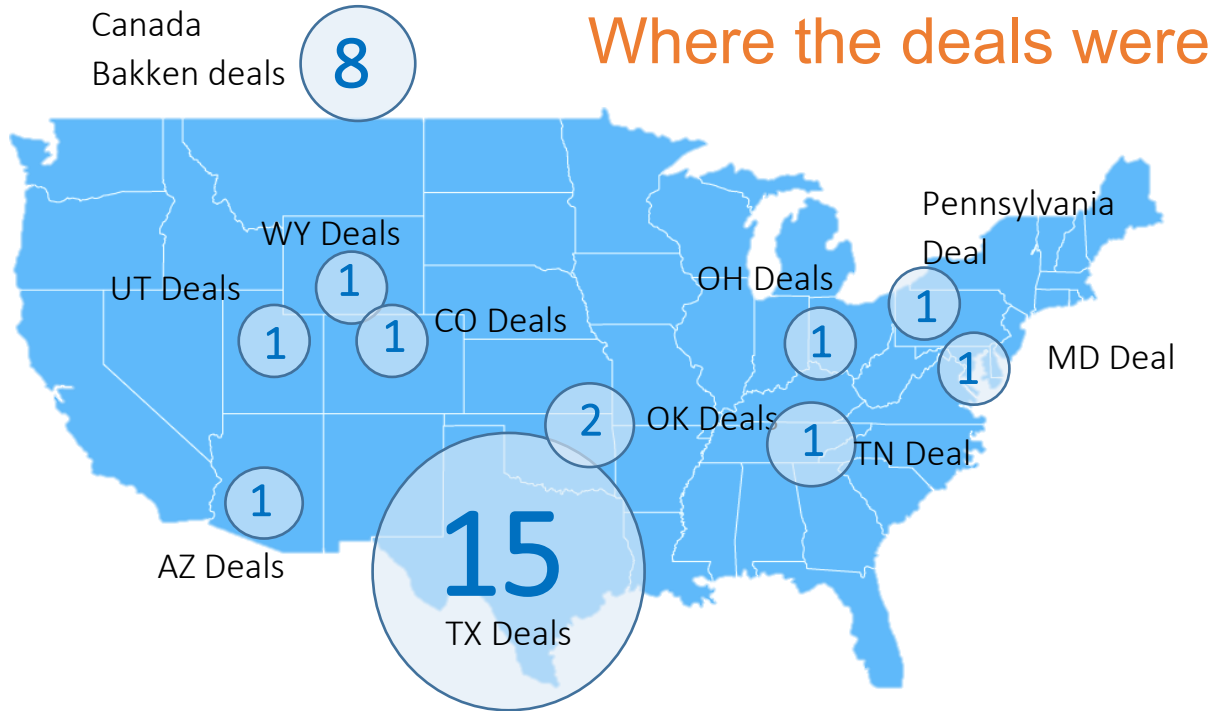 Where the deals were
Canada
Bakken deals
8
WY Deals
1
UT Deals
1
1
CO Deals
Pennsylvania
Deal
1
OH Deals
1
MD Deal
1
2
OK Deals
1
TN Deal
1
AZ Deals
15
TX Deals